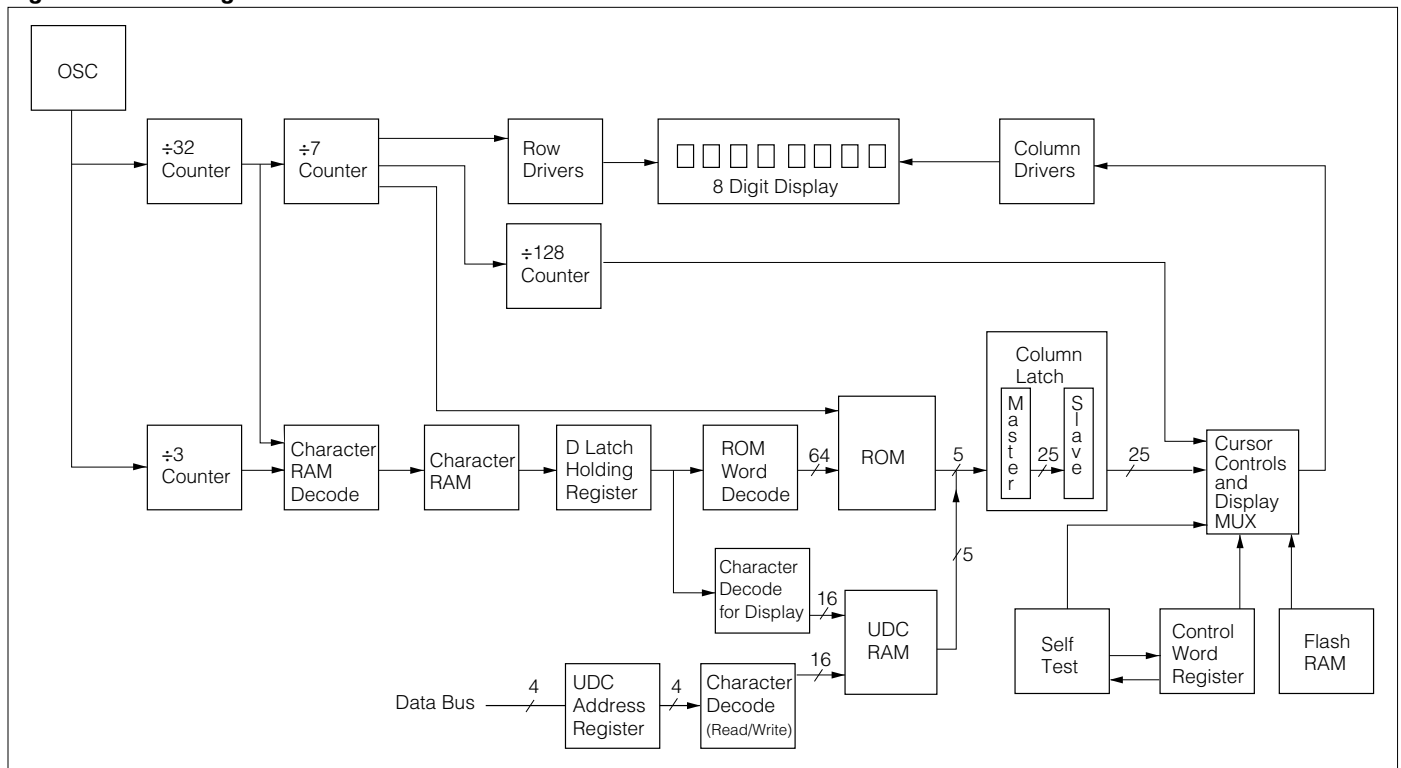 OSC
÷32
Counter
÷7
Counter
Row
Drivers
8 Digit Display
Column
Drivers
÷128
Counter
÷3
Counter
Character
RAM
Decode
Character
RAM
D Latch
Holding
Register
ROM
Word
Decode
64
ROM
5
Column
Latch
Master
25
Slave
25
Cursor
Controls
and
Display
MUX
Character
Decode
for Display
16
5
UDC
RAM
Self
Test
Control
Word
Register
Flash
RAM
Data Bus
4
UDC
Address
Register
4
Character
Decode
(Read/Write)
16